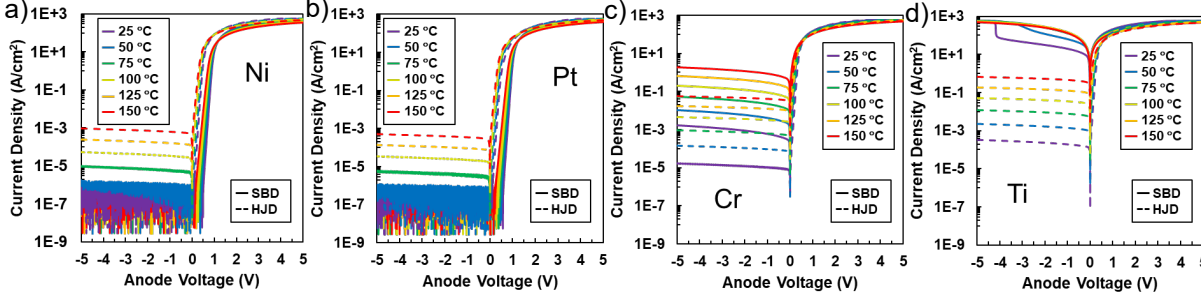 a)
Current Density (A/cm²)
1E+3
1E+1
1E-1
1E-3
1E-5
1E-7
1E-9
25 °C
50 °C
75 °C
100 °C
125 °C
150 °C
Ni
SBD
HJD
-5 -4 -3 -2 -1 0 1 2 3 4 5
Anode Voltage (V)
b)
Current Density (A/cm²)
1E+3
1E+1
1E-1
1E-3
1E-5
1E-7
1E-9
25 °C
50 °C
75 °C
100 °C
125 °C
150 °C
Pt
SBD
HJD
-5 -4 -3 -2 -1 0 1 2 3 4 5
Anode Voltage (V)
c)
Current Density (A/cm²)
1E+3
1E+1
1E-1
1E-3
1E-5
1E-7
1E-9
25 °C
50 °C
75 °C
100 °C
125 °C
150 °C
Cr
SBD
HJD
-5 -4 -3 -2 -1 0 1 2 3 4 5
Anode Voltage (V)
d)
Current Density (A/cm²)
1E+3
1E+1
1E-1
1E-3
1E-5
1E-7
1E-9
25 °C
50 °C
75 °C
100 °C
125 °C
150 °C
Ti
SBD
HJD
-5 -4 -3 -2 -1 0 1 2 3 4 5
Anode Voltage (V)